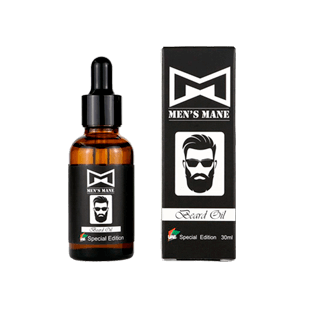 MEN'S MANE
Beard Oil
Special Edition
MEN'S MANE
Beard Oil
Special Edition 30ml